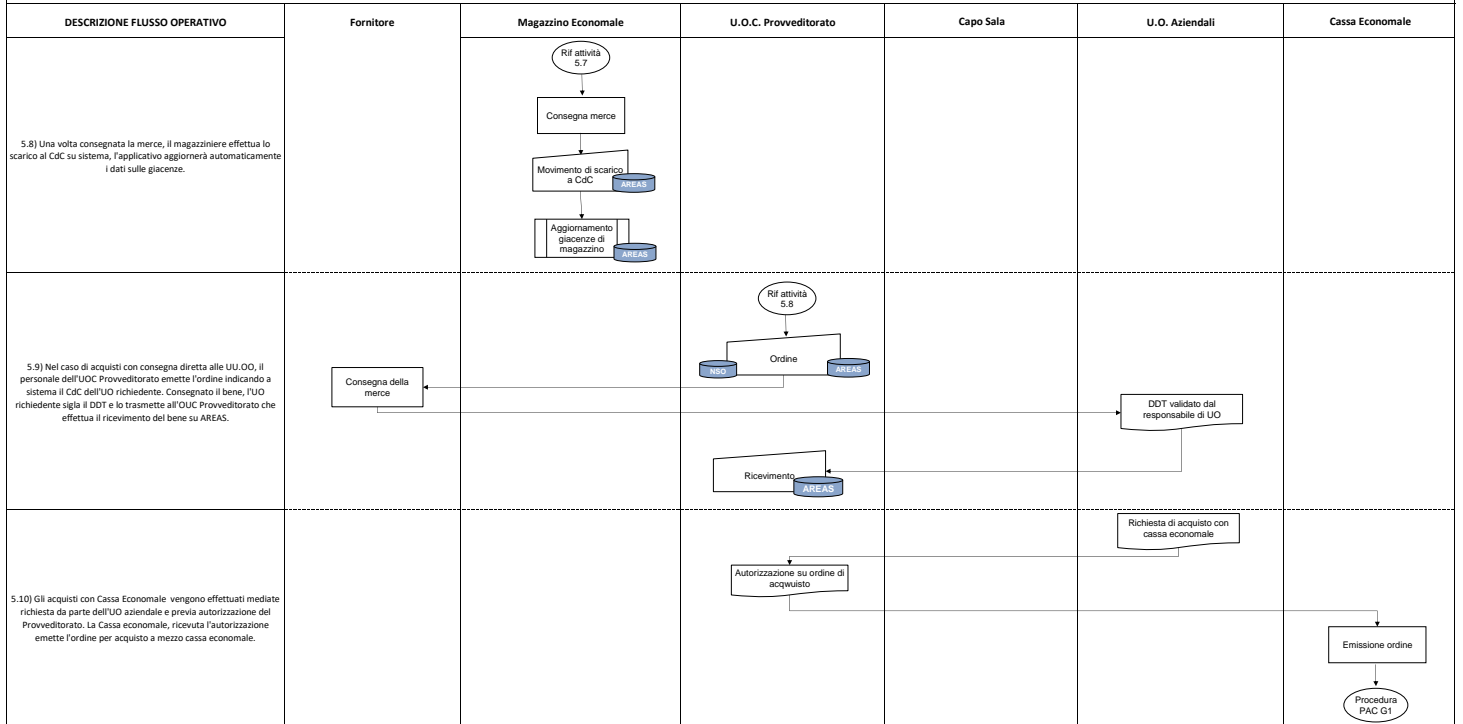 DESCRIZIONE FLUSSO OPERATIVO
Fornitore
Magazzino Economale
U.O.C. Provveditorato
Capo Sala
U.O. Aziendali
Cassa Economale
5.8) Una volta consegnata la merce, il magazziniere effettua lo
scarico al CdC su sistema, l'applicativo aggiornerà automaticamente
i dati sulle giacenze.
Rif attività
5.7
Consegna merce
Movimento di scarico
a CdC
AREAS
Aggiornamento
giacenze di
magazzino
AREAS
5.9) Nel caso di acquisti con consegna diretta alle UU.OO, il
personale dell'UOC Provveditorato emette l'ordine indicando a
sistema il CdC dell'UO richiedente. Consegnato il bene, l'UO
richiedente sigla il DDT e lo trasmette all'OUC Provveditorato che
effettua il ricevimento del bene su AREAS.
Rif attività
5.8
Ordine
NSO
AREAS
Consegna della
merce
DDT validato dal
responsabile di UO
Ricevimento
AREAS
5.10) Gli acquisti con Cassa Economale vengono effettuati mediate
richiesta da parte dell'UO aziendale e previa autorizzazione del
Provveditorato. La Cassa economale, ricevuta l'autorizzazione
emette l'ordine per acquisto a mezzo cassa economale.
Richiesta di acquisto con
cassa economale
Autorizzazione su ordine di
acqwuisto
Emissione ordine
Procedura
PAC G1